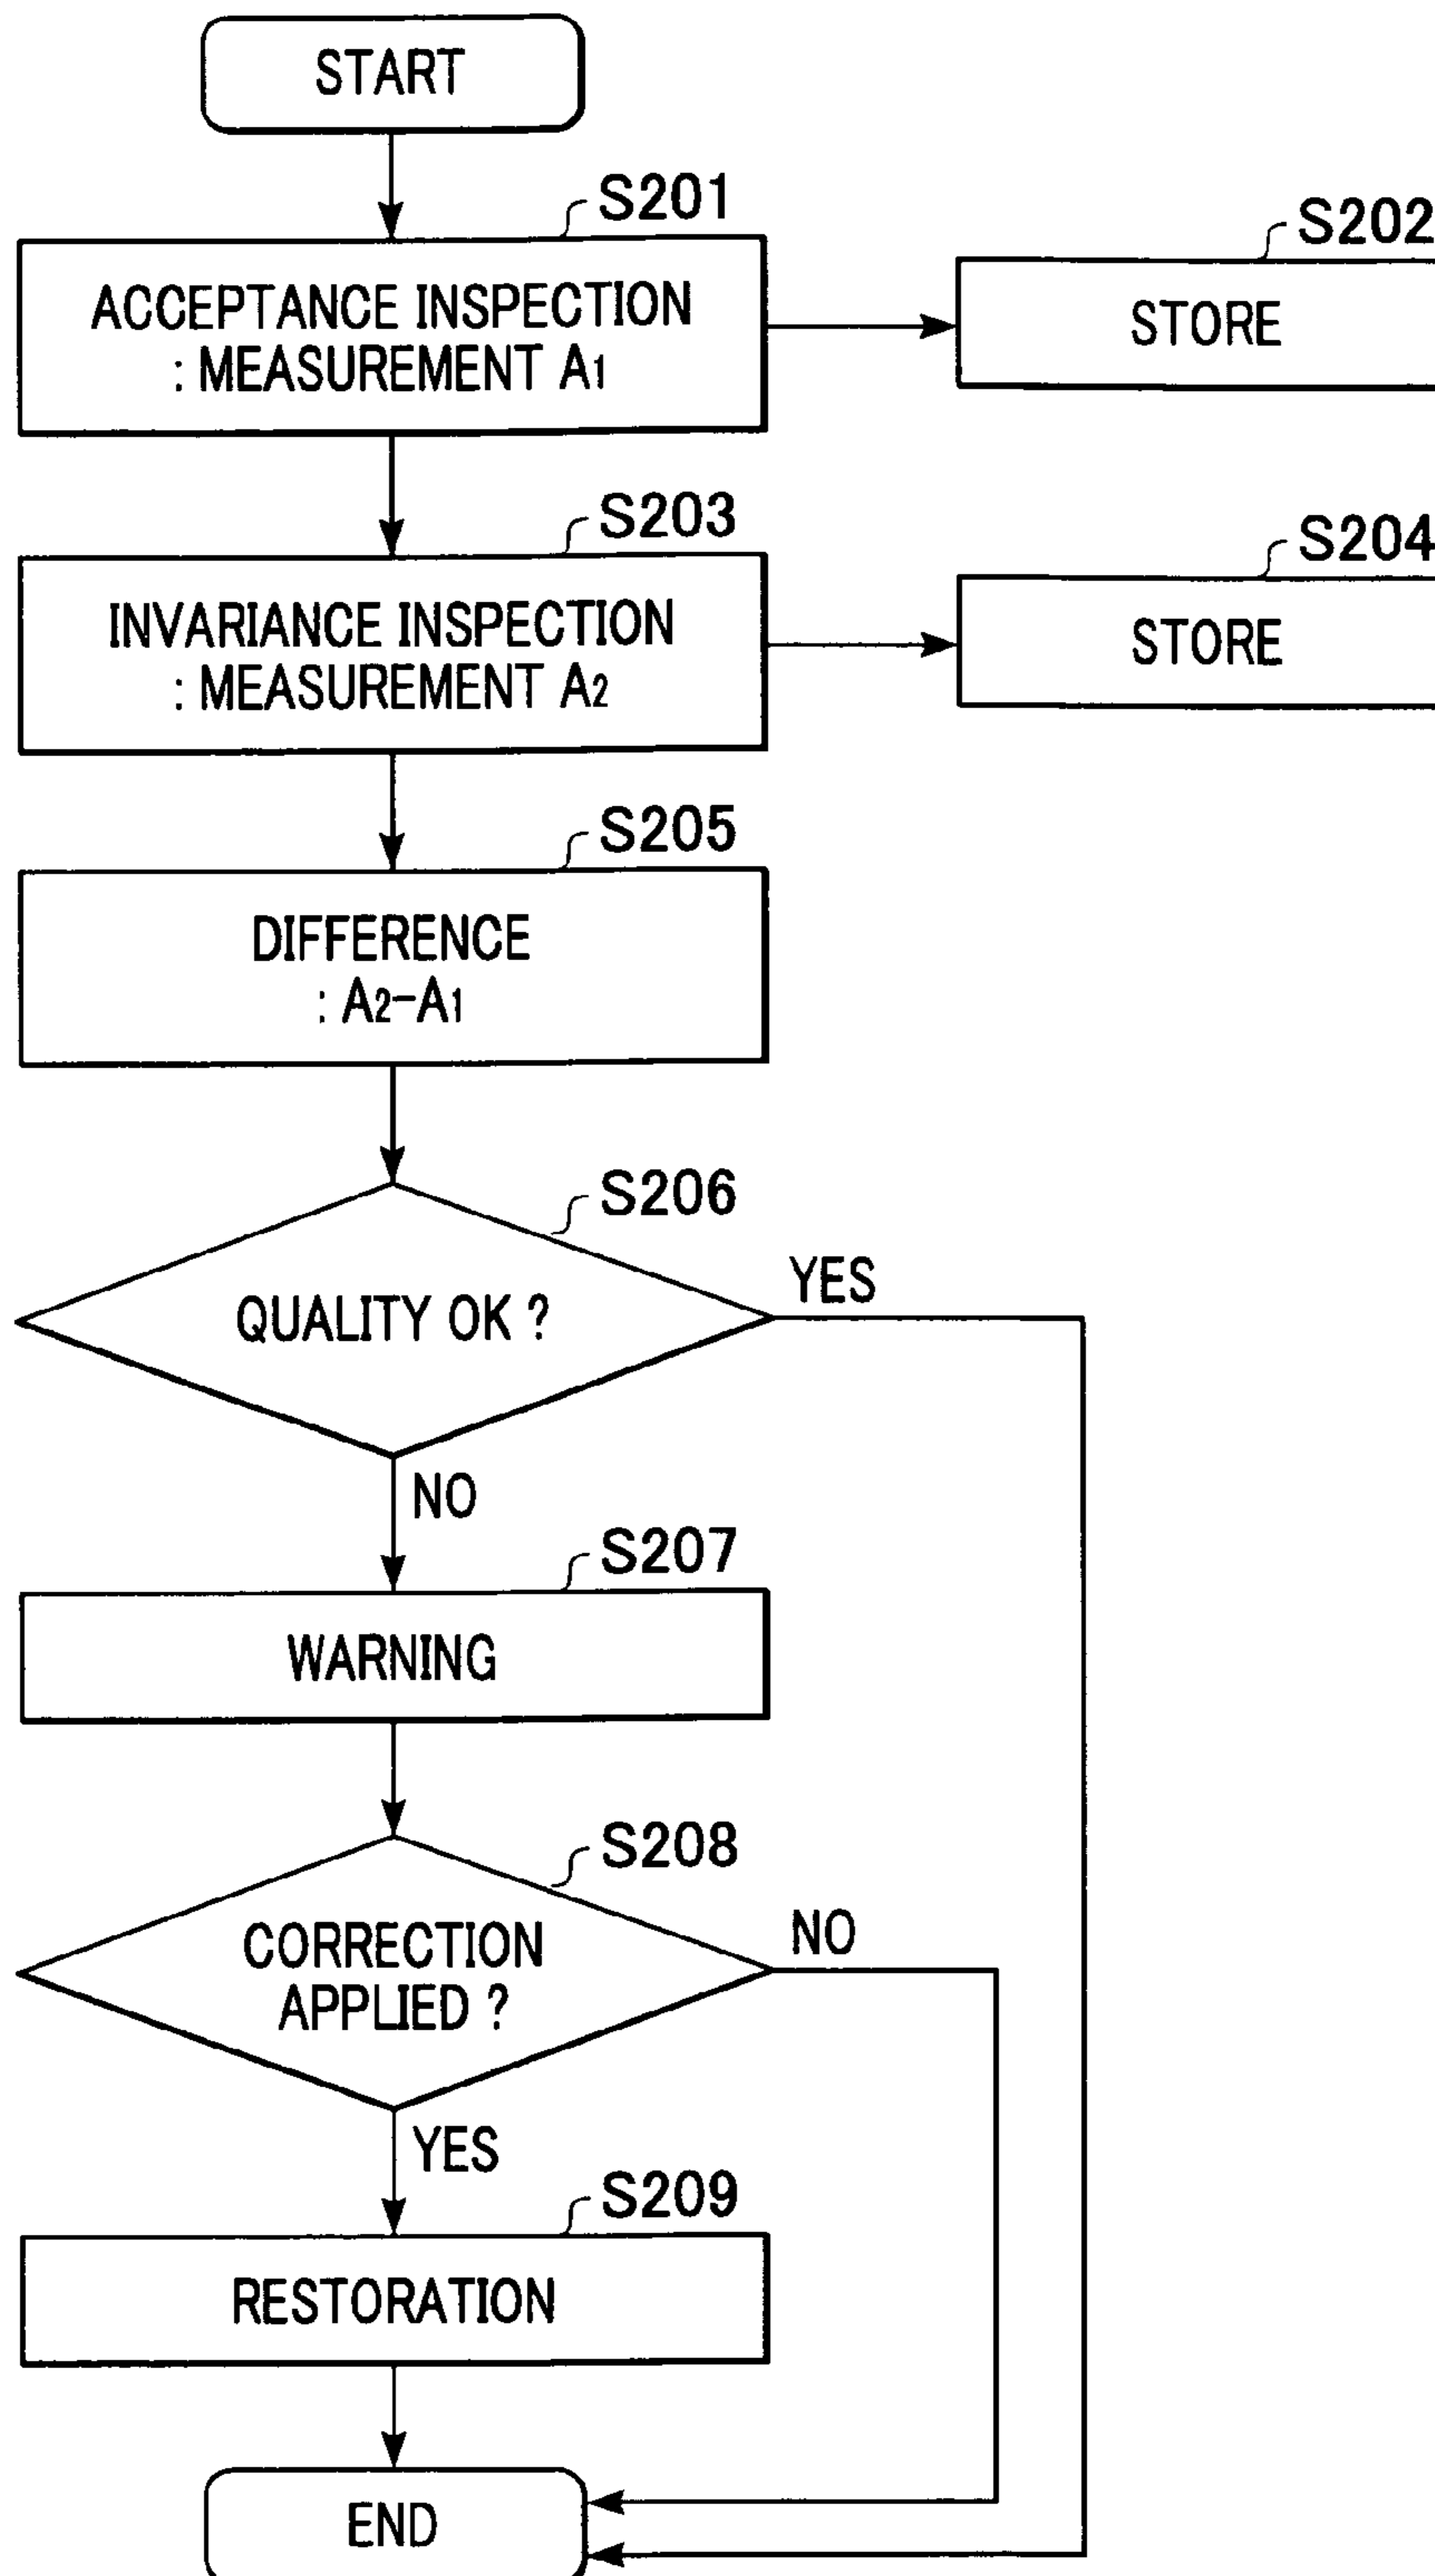 START
S201
ACCEPTANCE INSPECTION
: MEASUREMENT A1
S202
STORE
S203
INVARIANCE INSPECTION
: MEASUREMENT A2
S204
STORE
S205
DIFFERENCE
: A2-A1
S206
QUALITY OK ?
YES
NO
S207
WARNING
S208
CORRECTION
APPLIED ?
NO
YES
S209
RESTORATION
END